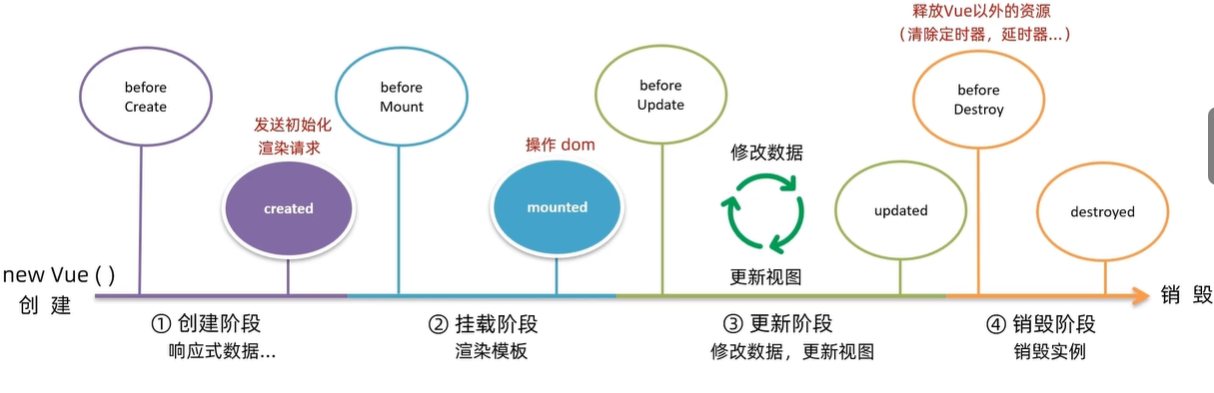 释放Vue以外的资源
（清除定时器，延时器...）
before
Create
before
Mount
before
Update
before
Destroy
发送初始化
渲染请求
created
操作 dom
mounted
修改数据
更新视图
updated
destroyed
new Vue ( )
创 建
销 毁
① 创建阶段
响应式数据...
② 挂载阶段
渲染模板
③ 更新阶段
修改数据，更新视图
④ 销毁阶段
销毁实例